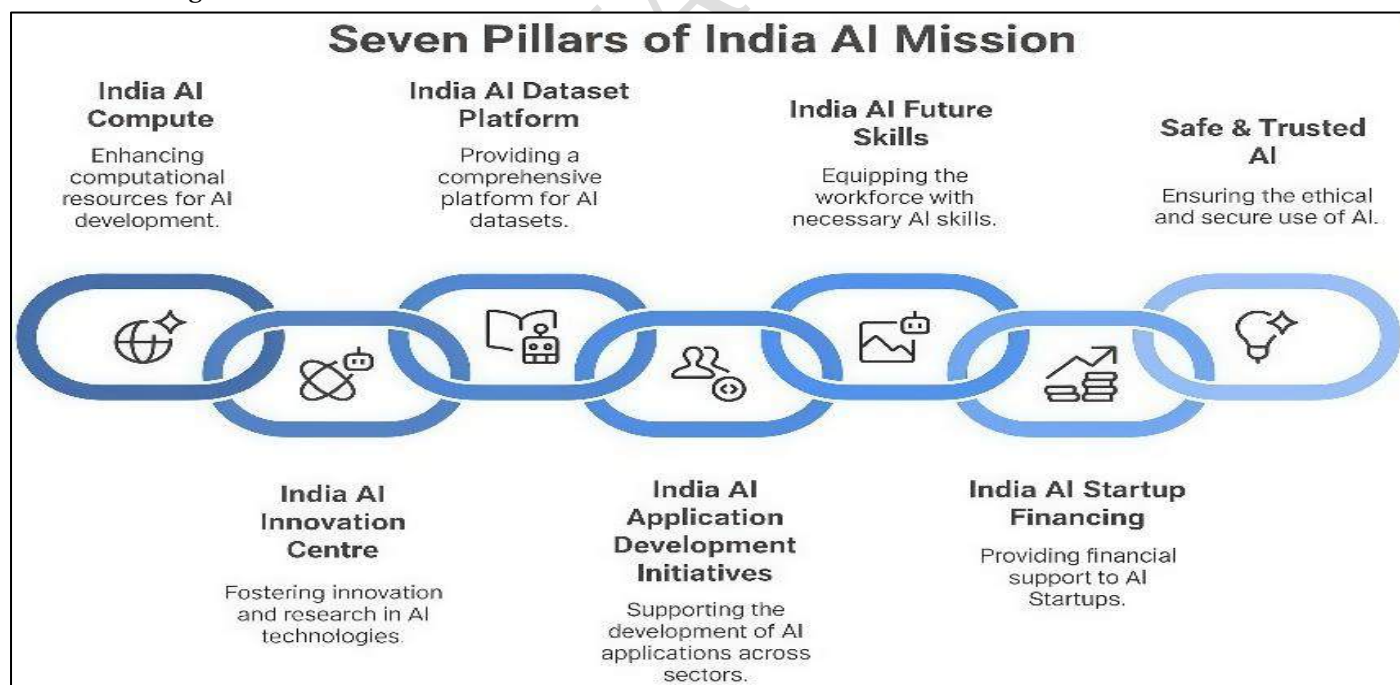 Seven Pillars of India AI Mission
India AI
Compute
Enhancing
computational
resources for AI
development.
India AI Dataset
Platform
Providing a
comprehensive
platform for AI
datasets.
India AI Future
Skills
Equipping the
workforce with
necessary AI skills.
Safe & Trusted
AI
Ensuring the ethical
and secure use of AI.
India AI
Innovation
Centre
Fostering innovation
and research in AI
technologies.
India AI
Application
Development
Initiatives
Supporting the
development of AI
applications across
sectors.
India AI Startup
Financing
Providing financial
support to AI
Startups.